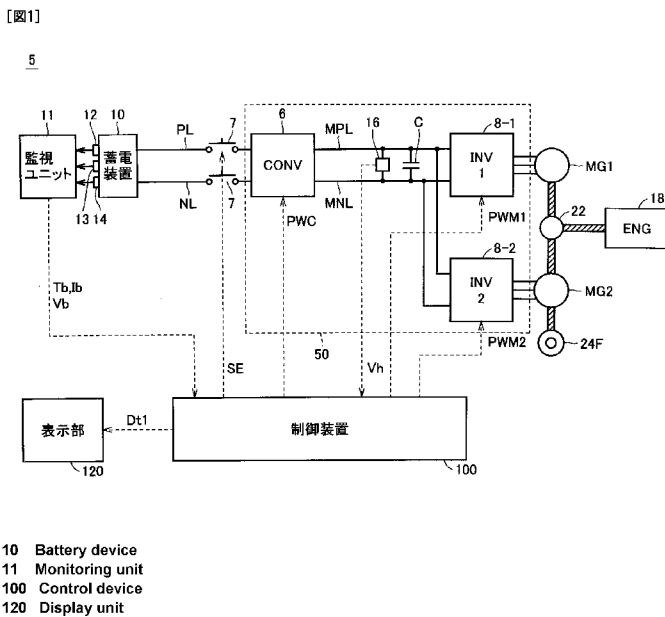 [図1]
5
11
12
10
PL
7
6
16
C
8-1
監視
ユニット
蓄電
装置
CONV
MPL
INV
1
MG1
13
14
NL
7
MNL
PWC
PWM1
22
18
ENG
8-2
INV
2
MG2
Tb,Ib
Vb
50
PWM2
24F
SE
Vh
表示部
Dt1
制御装置
120
100
10 Battery device
11 Monitoring unit
100 Control device
120 Display unit